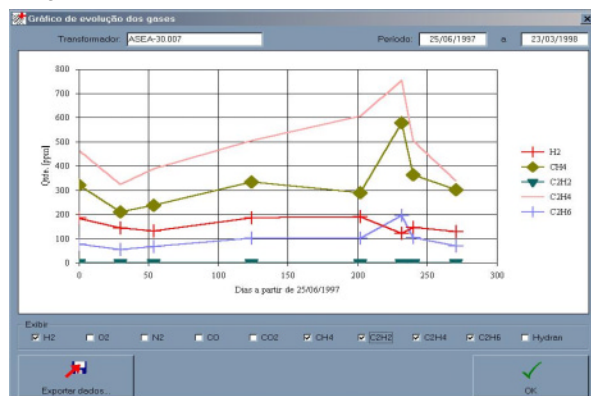 Gráfico de evolução dos gases
Transformador: ASEA-30.007 Período: 25/06/1997 a 23/03/1998
800
700
600
500
400
300
200
100
0
Qtde. [ppm]
0 50 100 150 200 250 300
Dias a partir de 25/06/1997
H2
CH4
C2H2
C2H4
C2H6
Exibir
H2 O2 N2 CO CO2 CH4 C2H2 C2H4 C2H6 Hydran
Exportar dados... OK